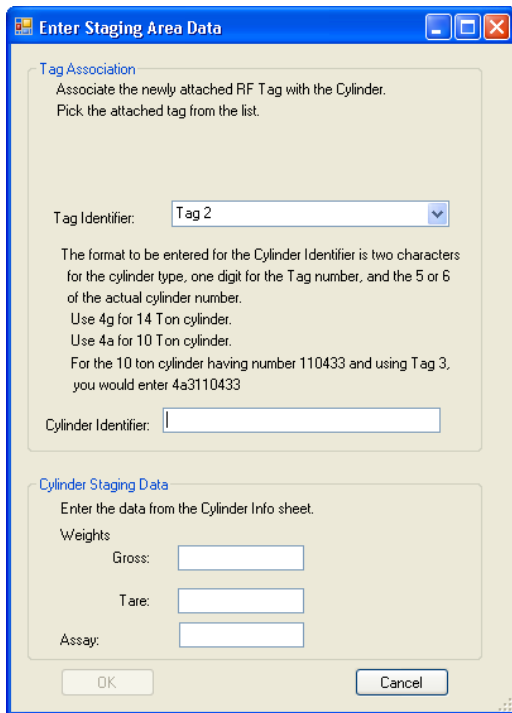 Enter Staging Area Data
Tag Association
Associate the newly attached RF Tag with the Cylinder.
Pick the attached tag from the list.
Tag Identifier: Tag 2
The format to be entered for the Cylinder Identifier is two characters
for the cylinder type, one digit for the Tag number, and the 5 or 6
of the actual cylinder number.
Use 4g for 14 Ton cylinder.
Use 4a for 10 Ton cylinder.
For the 10 ton cylinder having number 110433 and using Tag 3,
you would enter 4a3110433
Cylinder Identifier:
Cylinder Staging Data
Enter the data from the Cylinder Info sheet.
Weights
Gross:
Tare:
Assay:
OK Cancel